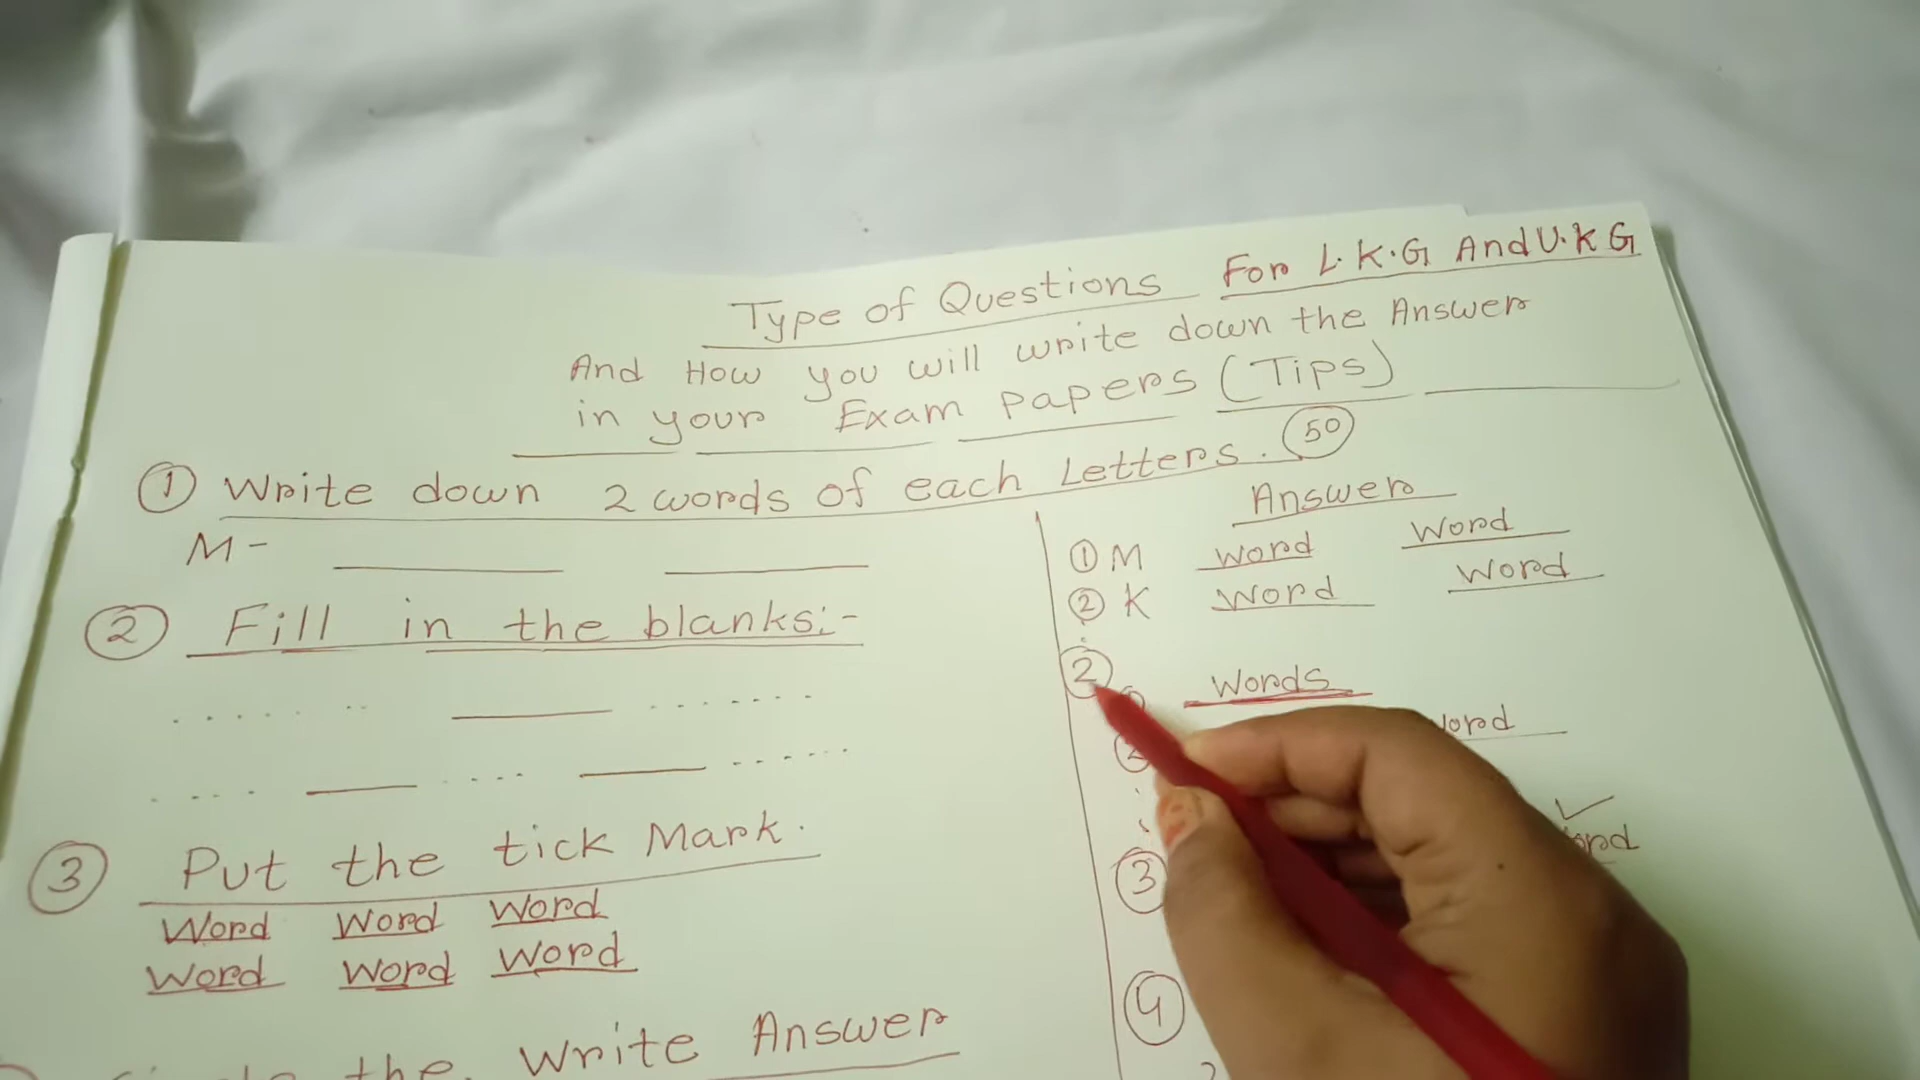 Type of Questions For L.K.G And U.K G
And How you will write down the Answer
in your Exam papers (Tips)
① Write down 2 words of each Letters. 50
M -
② Fill in the blanks:-
③ Put the tick Mark.
Word Word Word
Word Word Word
the write Answer
Answer
① M word Word
② K Word Word
②
Words
③
4